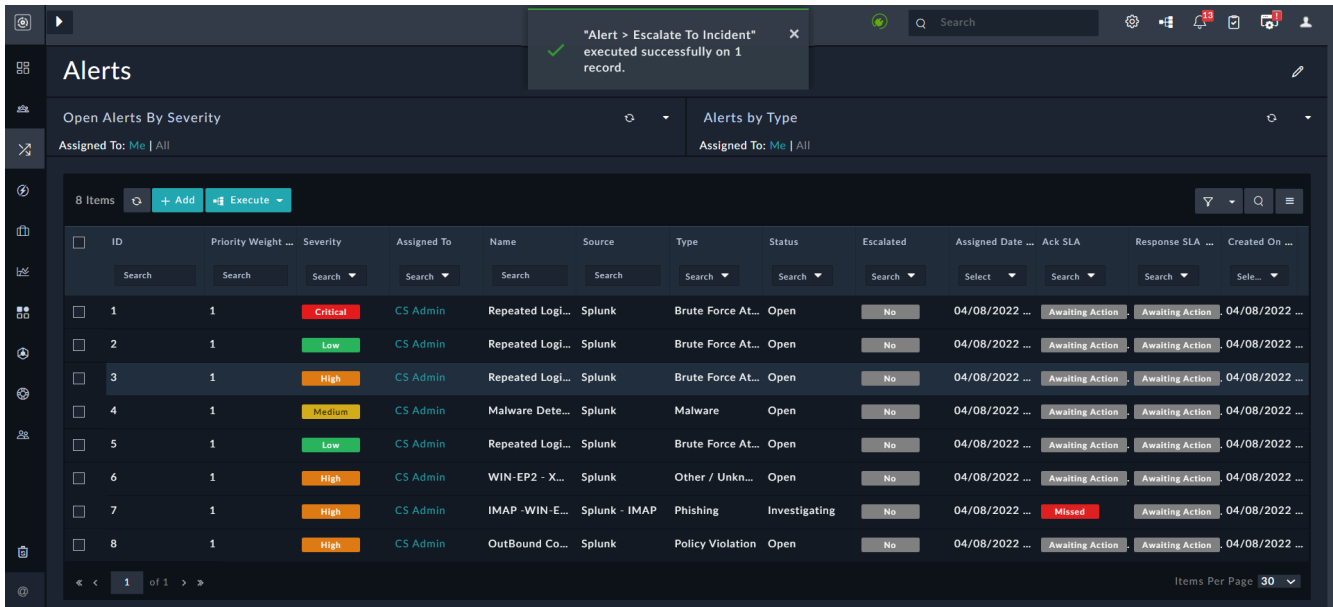 "Alert > Escalate To Incident"
executed successfully on 1
record.
Search
13
Alerts
Open Alerts By Severity
Assigned To: Me | All
Alerts by Type
Assigned To: Me | All
8 Items + Add Execute
ID Priority Weight ... Severity Assigned To Name Source Type Status Escalated Assigned Date ... Ack SLA Response SLA ... Created On ...
Search Search Search Search Search Search Search Search Search Select Search Search Sele...
1 1 Critical CS Admin Repeated Logi... Splunk Brute Force At... Open No 04/08/2022 ... Awaiting Action Awaiting Action 04/08/2022 ...
2 1 Low CS Admin Repeated Logi... Splunk Brute Force At... Open No 04/08/2022 ... Awaiting Action Awaiting Action 04/08/2022 ...
3 1 High CS Admin Repeated Logi... Splunk Brute Force At... Open No 04/08/2022 ... Awaiting Action Awaiting Action 04/08/2022 ...
4 1 Medium CS Admin Malware Dete... Splunk Malware Open No 04/08/2022 ... Awaiting Action Awaiting Action 04/08/2022 ...
5 1 Low CS Admin Repeated Logi... Splunk Brute Force At... Open No 04/08/2022 ... Awaiting Action Awaiting Action 04/08/2022 ...
6 1 High CS Admin WIN-EP2 - X... Splunk Other / Unkn... Open No 04/08/2022 ... Awaiting Action Awaiting Action 04/08/2022 ...
7 1 High CS Admin IMAP -WIN-E... Splunk - IMAP Phishing Investigating No 04/08/2022 ... Missed Awaiting Action 04/08/2022 ...
8 1 High CS Admin OutBound Co... Splunk Policy Violation Open No 04/08/2022 ... Awaiting Action Awaiting Action 04/08/2022 ...
« < 1 of 1 > » Items Per Page 30
@